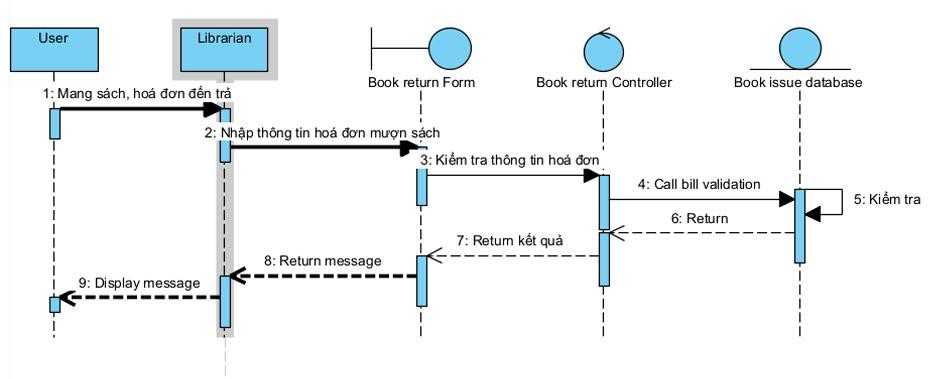 User
Librarian
Book return Form
Book return Controller
Book issue database
1: Mang sách, hoá đơn đến trả
2: Nhập thông tin hoá đơn mượn sách
3: Kiểm tra thông tin hoá đơn
4: Call bill validation
5: Kiểm tra
6: Return
7: Return kết quả
8: Return message
9: Display message